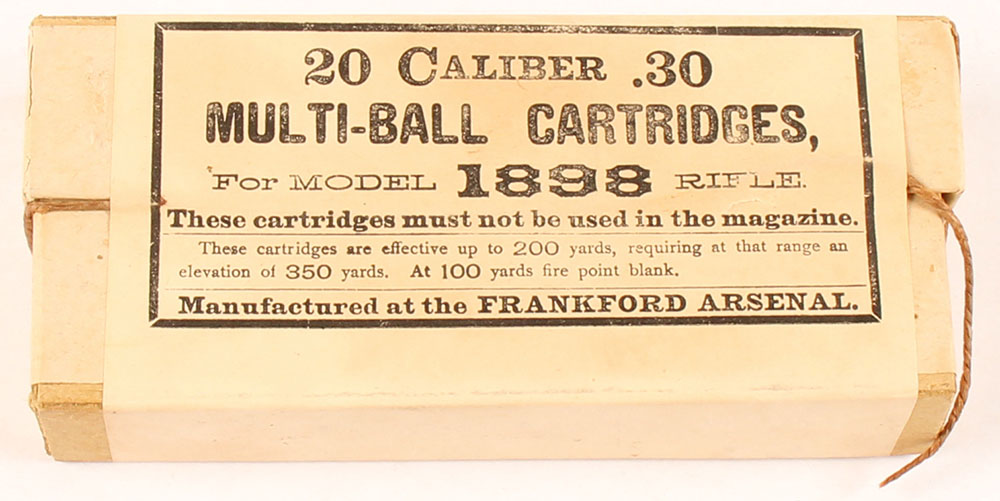 20 CALIBER .30
MULTI-BALL CARTRIDGES,
For MODEL 1898 RIFLE.
These cartridges must not be used in the magazine.
These cartridges are effective up to 200 yards, requiring at that range an
elevation of 350 yards. At 100 yards fire point blank.
Manufactured at the FRANKFORD ARSENAL.